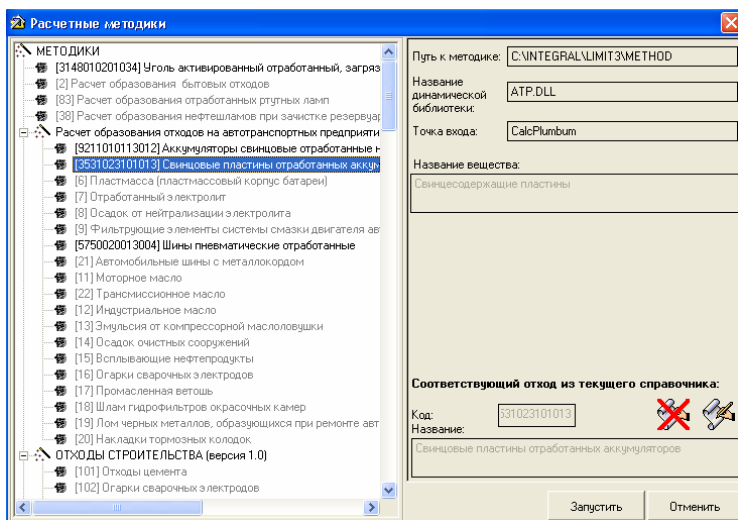 Расчетные методики
МЕТОДИКИ
[3148010201034] Уголь активированный отработанный, загряз
[2] Расчет образования бытовых отходов
[83] Расчет образования отработанных ртутных ламп
[38] Расчет образования нефтешламов при зачистке резервуар
Расчет образования отходов на автотранспортных предприяти
[9211010113012] Аккумуляторы свинцовые отработанные н
[3531023101013] Свинцовые пластины отработанных аккум
[6] Пластмасса (пластмассовый корпус батареи)
[7] Отработанный электролит
[8] Осадок от нейтрализации электролита
[9] Фильтрующие элементы системы смазки двигателя ав
[5750020013004] Шины пневматические отработанные
[21] Автомобильные шины с металлокордом
[11] Моторное масло
[22] Трансмиссионное масло
[12] Индустриальное масло
[13] Эмульсия от компрессорной маслоловушки
[14] Осадок очистных сооружений
[15] Всплывающие нефтепродукты
[16] Огарки сварочных электродов
[17] Промасленная ветошь
[18] Шлам гидрофильтров окрасочных камер
[19] Лом черных металлов, образующихся при ремонте авт
[20] Накладки тормозных колодок
ОТХОДЫ СТРОИТЕЛЬСТВА (версия 1.0)
[101] Отходы цемента
[102] Огарки сварочных электродов
Путь к методике: C:\INTEGRAL\LIMIT3\METHOD
Название
динамической
библиотеки:
ATP.DLL
Точка входа: CalcPlumbum
Название вещества:
Свинцесодержащие пластины
Соответствующий отход из текущего справочника:
Код: 531023101013
Название:
Свинцовые пластины отработанных аккумуляторов
Запустить Отменить